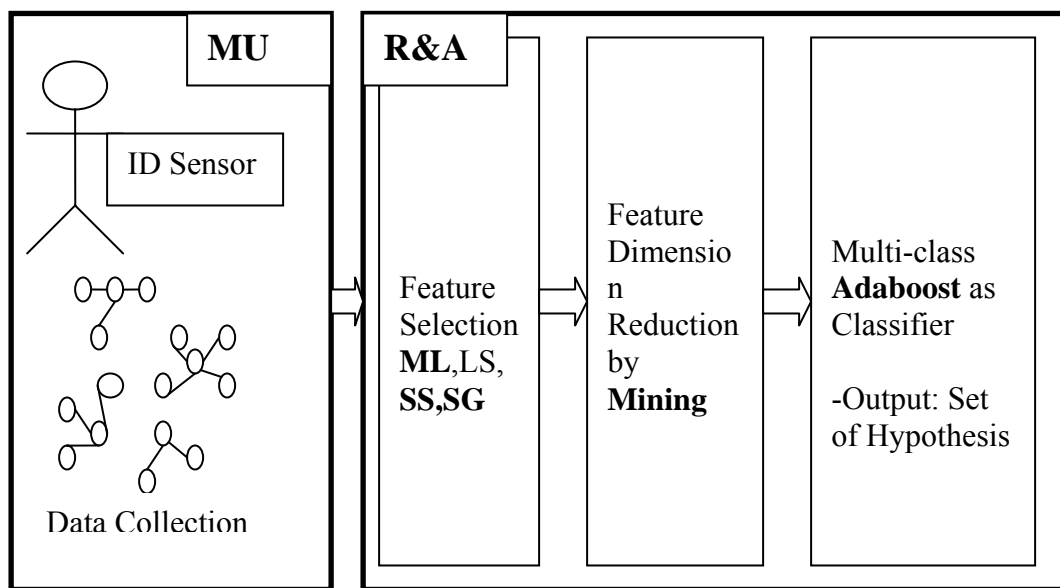 MU
ID Sensor
Data Collection
R&A
Feature
Selection
ML,LS,
SS,SG
Feature
Dimensio
n
Reduction
by
Mining
Multi-class
Adaboost as
Classifier
-Output: Set
of Hypothesis